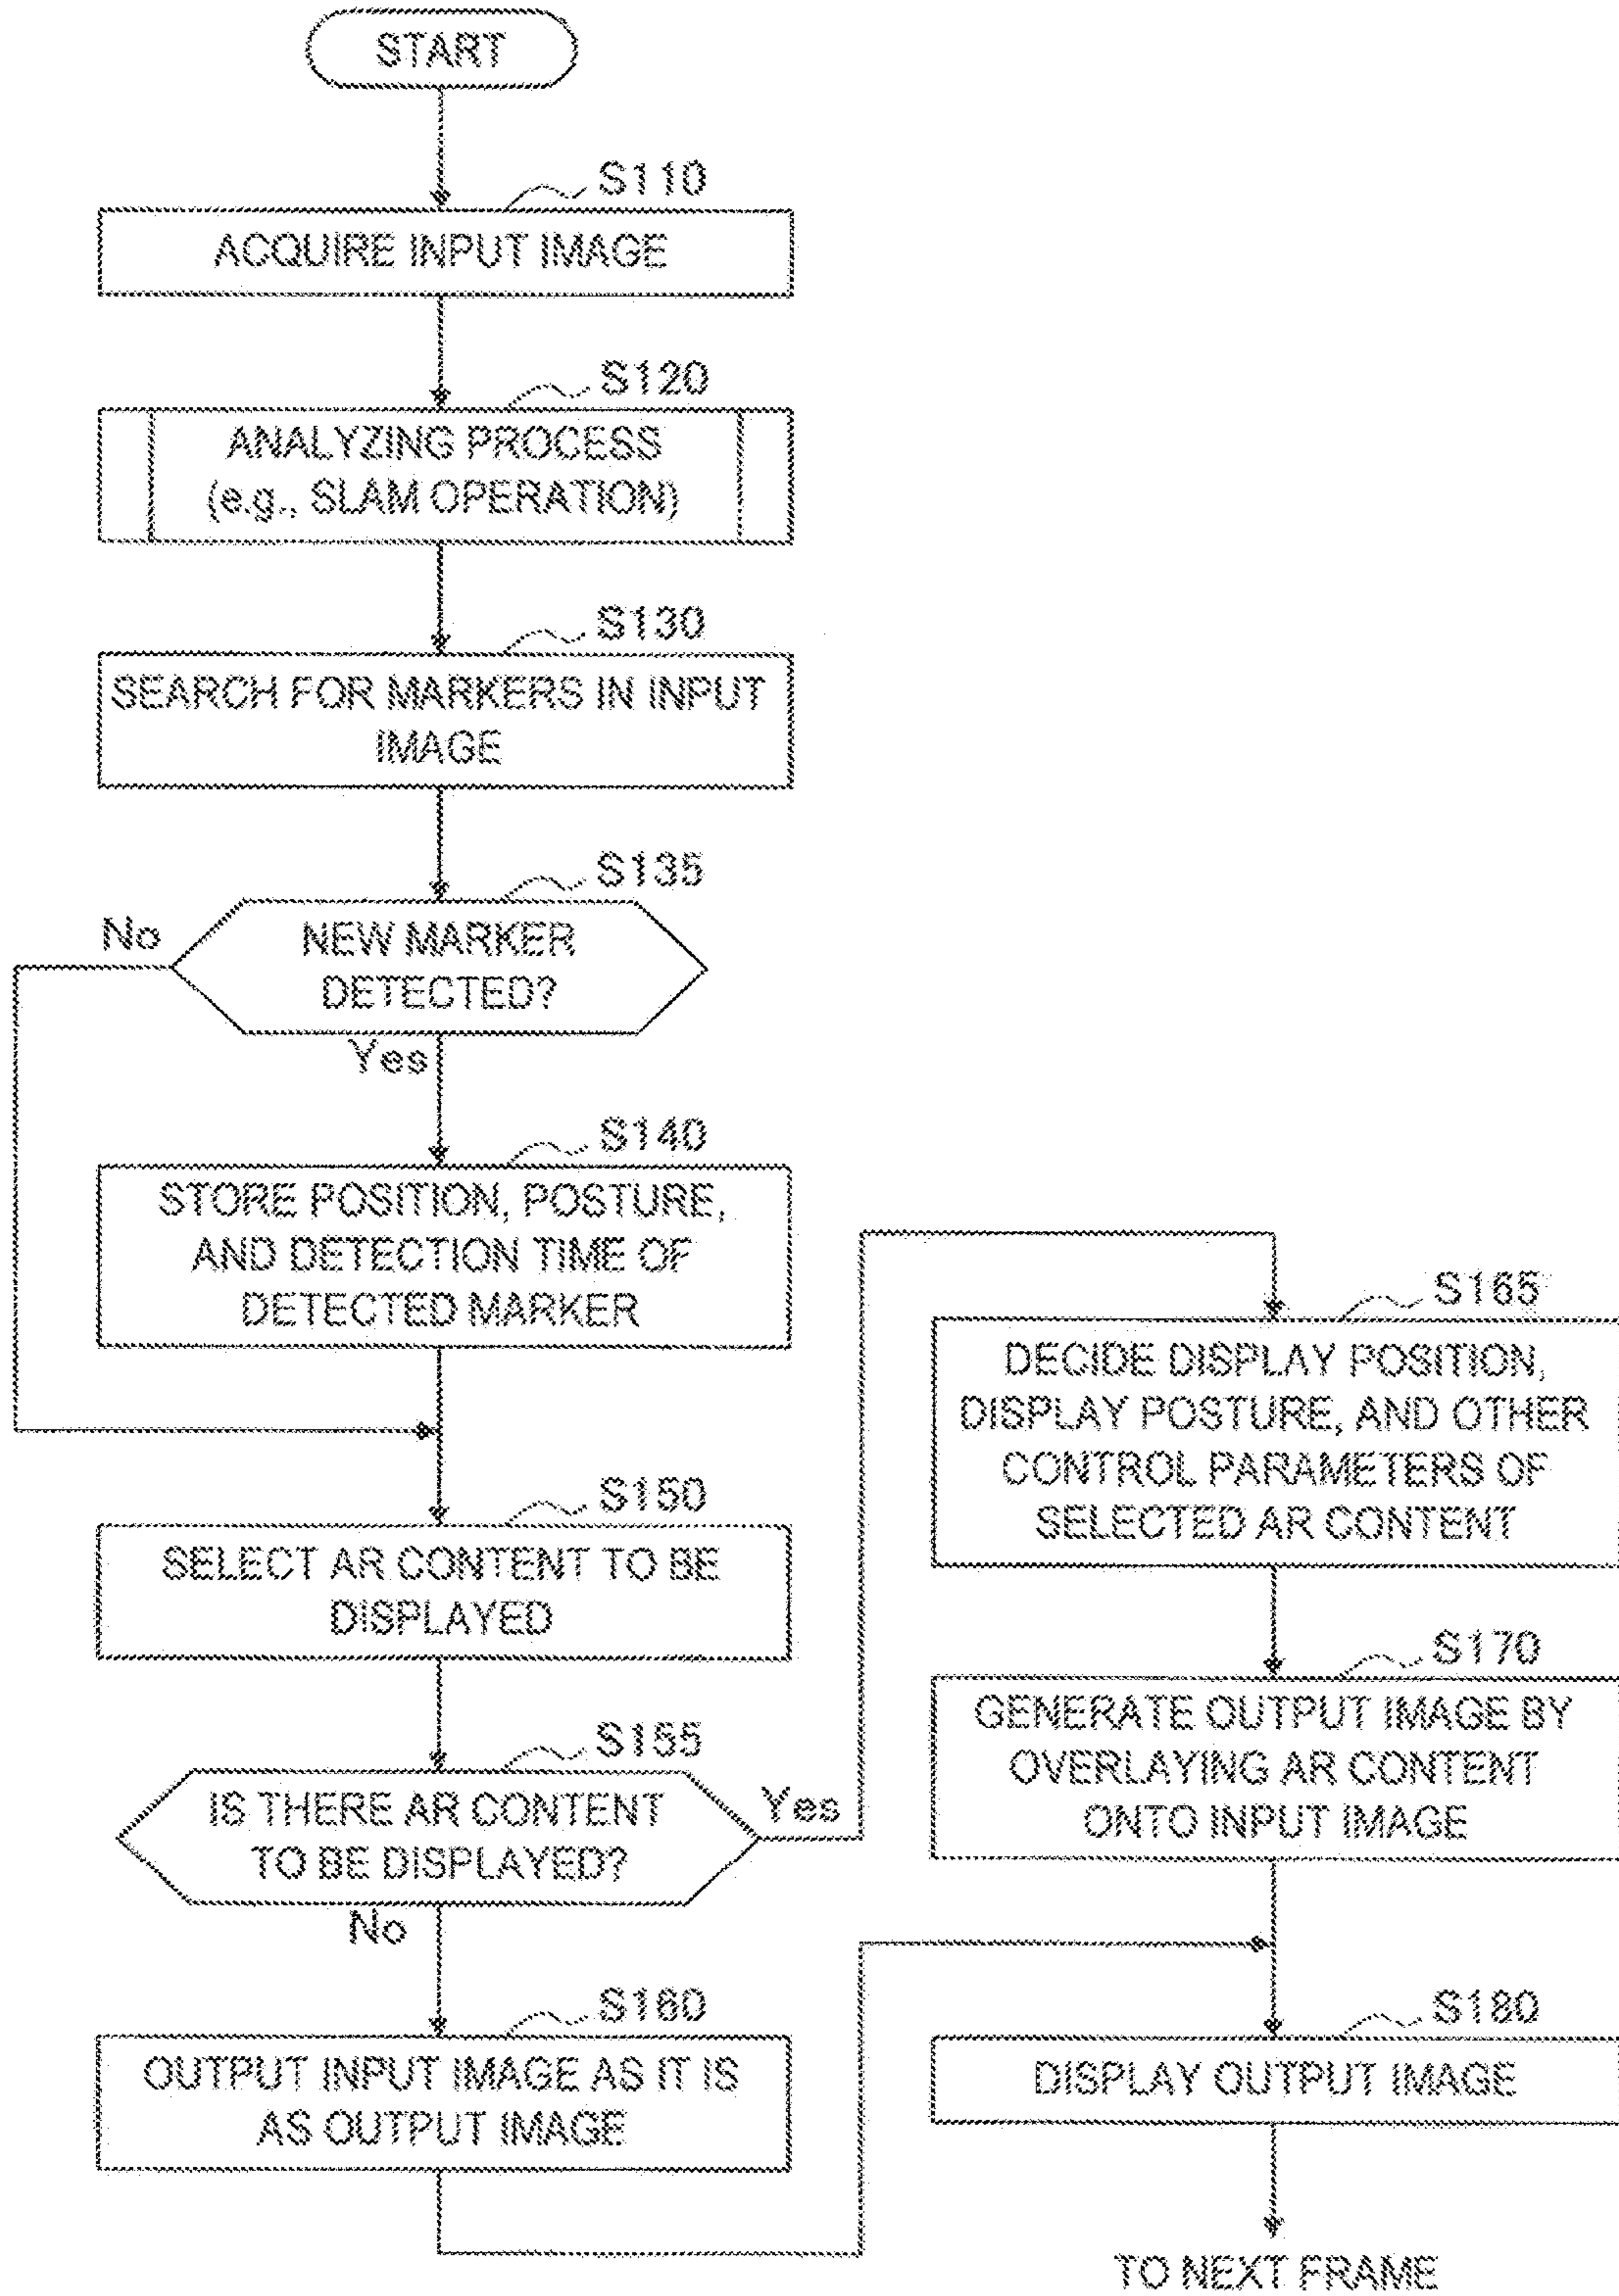 START
S110
ACQUIRE INPUT IMAGE
S120
ANALYZING PROCESS
(e.g., SLAM OPERATION)
S130
SEARCH FOR MARKERS IN INPUT
IMAGE
S135
NEW MARKER
DETECTED?
No
Yes
S140
STORE POSITION, POSTURE,
AND DETECTION TIME OF
DETECTED MARKER
S150
SELECT AR CONTENT TO BE
DISPLAYED
S155
IS THERE AR CONTENT
TO BE DISPLAYED?
Yes
No
S160
OUTPUT INPUT IMAGE AS IT IS
AS OUTPUT IMAGE
S165
DECIDE DISPLAY POSITION,
DISPLAY POSTURE, AND OTHER
CONTROL PARAMETERS OF
SELECTED AR CONTENT
S170
GENERATE OUTPUT IMAGE BY
OVERLAYING AR CONTENT
ONTO INPUT IMAGE
S180
DISPLAY OUTPUT IMAGE
TO NEXT FRAME